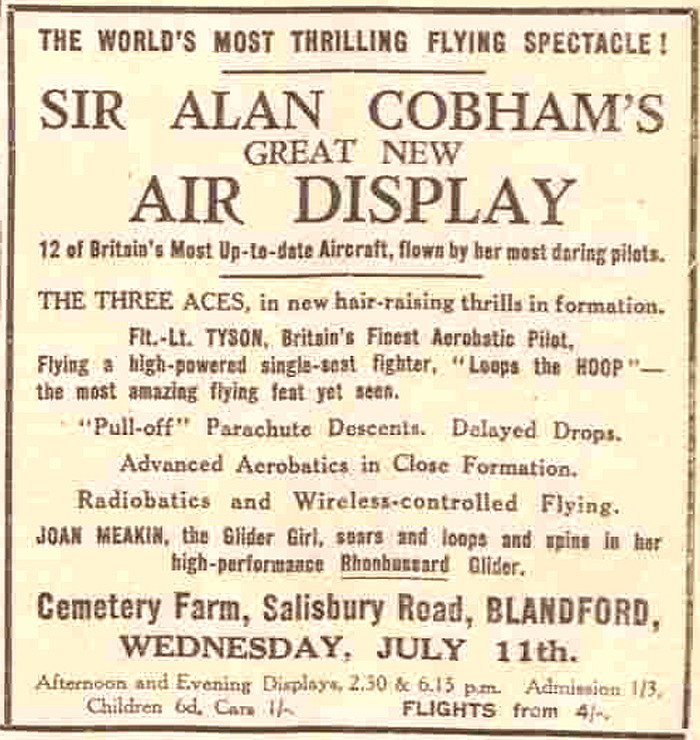 THE WORLD'S MOST THRILLING FLYING SPECTACLE!
SIR ALAN COBHAM'S
GREAT NEW
AIR DISPLAY
12 of Britain's Most Up-to-date Aircraft, flown by her most daring pilots.
THE THREE ACES, in new hair-raising thrills in formation.
Flt.-Lt. TYSON, Britain's Finest Aerobatic Pilot,
Flying a high-powered single-seat fighter, "Loops the HOOP"—
the most amazing flying feat yet seen.
"Pull-off" Parachute Descents. Delayed Drops.
Advanced Aerobatics in Close Formation.
Radiobatics and Wireless-controlled Flying.
JOAN MEAKIN, the Glider Girl, soars and loops and spins in her
high-performance Rhonbussard Glider.
Cemetery Farm, Salisbury Road, BLANDFORD,
WEDNESDAY, JULY 11th.
Afternoon and Evening Displays, 2.30 & 6.15 p.m. Admission 1/3,
Children 6d, Cars 1/-. FLIGHTS from 4/-.